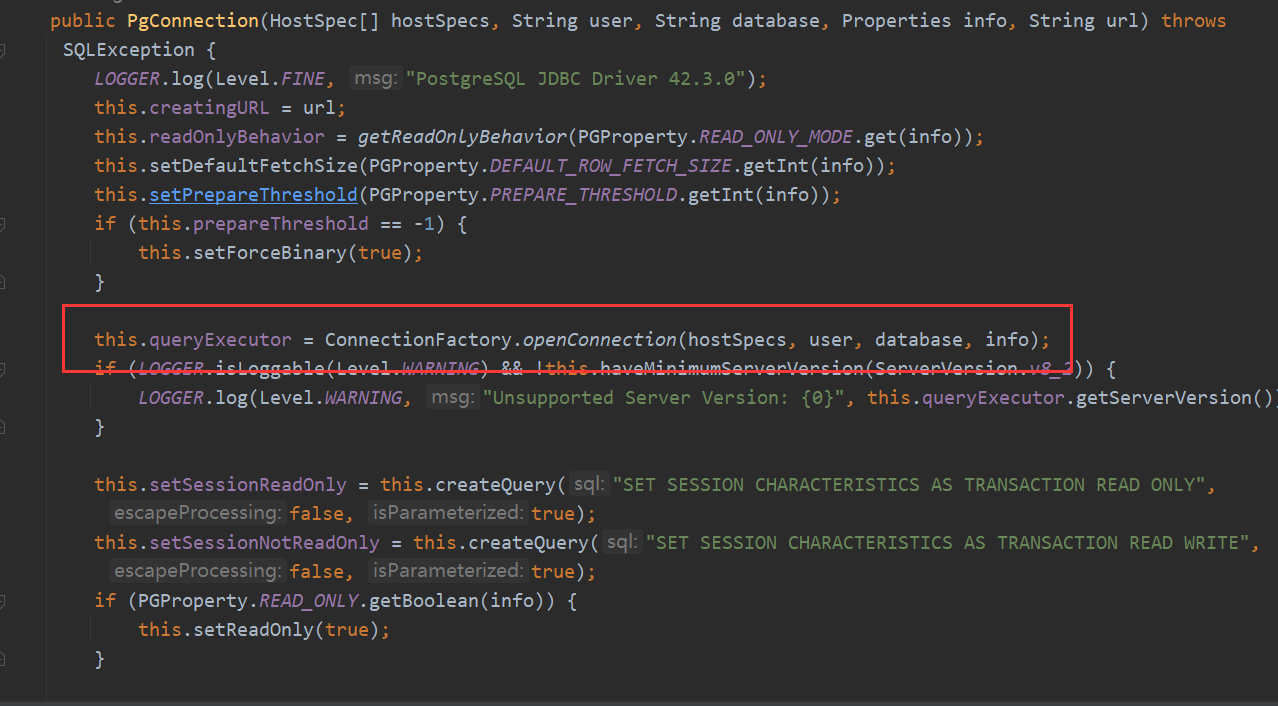 public PgConnection(HostSpec[] hostSpecs, String user, String database, Properties info, String url) throws
SQLException {
LOGGER.log(Level.FINE, msg: "PostgreSQL JDBC Driver 42.3.0");
this.creatingURL = url;
this.readOnlyBehavior = getReadOnlyBehavior(PGProperty.READ_ONLY_MODE.get(info));
this.setDefaultFetchSize(PGProperty.DEFAULT_ROW_FETCH_SIZE.getInt(info));
this.setPrepareThreshold(PGProperty.PREPARE_THRESHOLD.getInt(info));
if (this.prepareThreshold == -1) {
this.setForceBinary(true);
}
this.queryExecutor = ConnectionFactory.openConnection(hostSpecs, user, database, info);
if (LOGGER.isLoggable(Level.WARNING) && !this.haveMinimumServerVersion(ServerVersion.v8_2)) {
LOGGER.log(Level.WARNING, msg: "Unsupported Server Version: {0}", this.queryExecutor.getServerVersion())
}
this.setSessionReadOnly = this.createQuery( sql: "SET SESSION CHARACTERISTICS AS TRANSACTION READ ONLY",
escapeProcessing: false, isParameterized: true);
this.setSessionNotReadOnly = this.createQuery( sql: "SET SESSION CHARACTERISTICS AS TRANSACTION READ WRITE",
escapeProcessing: false, isParameterized: true);
if (PGProperty.READ_ONLY.getBoolean(info)) {
this.setReadOnly(true);
}